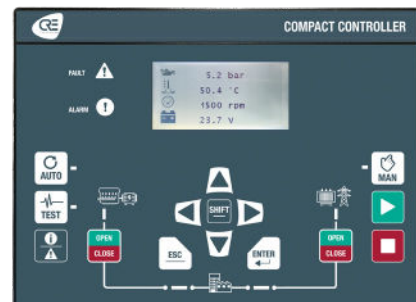 CRE
COMPACT CONTROLLER
FAULT
ALARM
5.2 bar
50.4 °C
1500 rpm
23.7 V
AUTO
MAN
TEST
SHIFT
OPEN
CLOSE
ESC
ENTER
OPEN
CLOSE